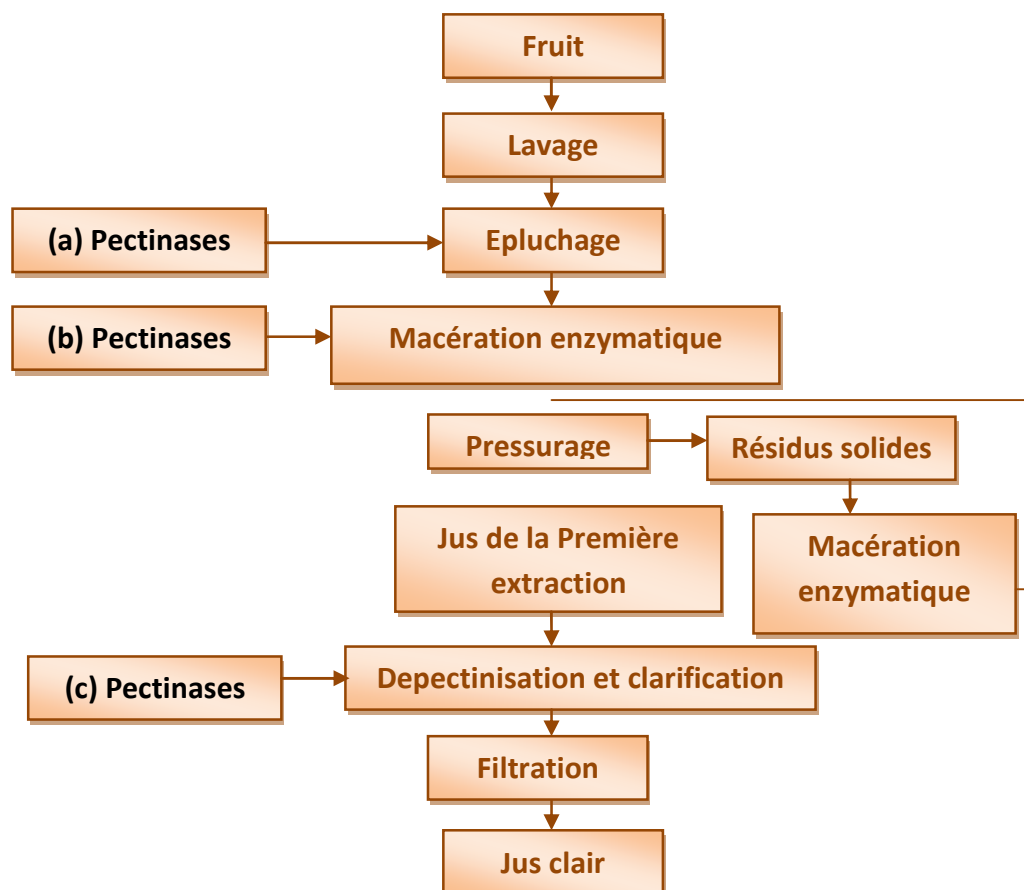 Fruit
Lavage
(a) Pectinases
Epluchage
(b) Pectinases
Macération enzymatique
Pressurage
Résidus solides
Jus de la Première
extraction
Macération
enzymatique
(c) Pectinases
Depectinisation et clarification
Filtration
Jus clair